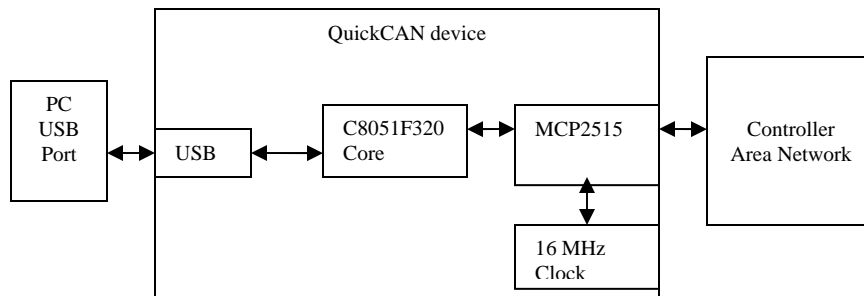 QuickCAN device
PC
USB
Port
USB
C8051F320
Core
MCP2515
Controller
Area Network
16 MHz
Clock